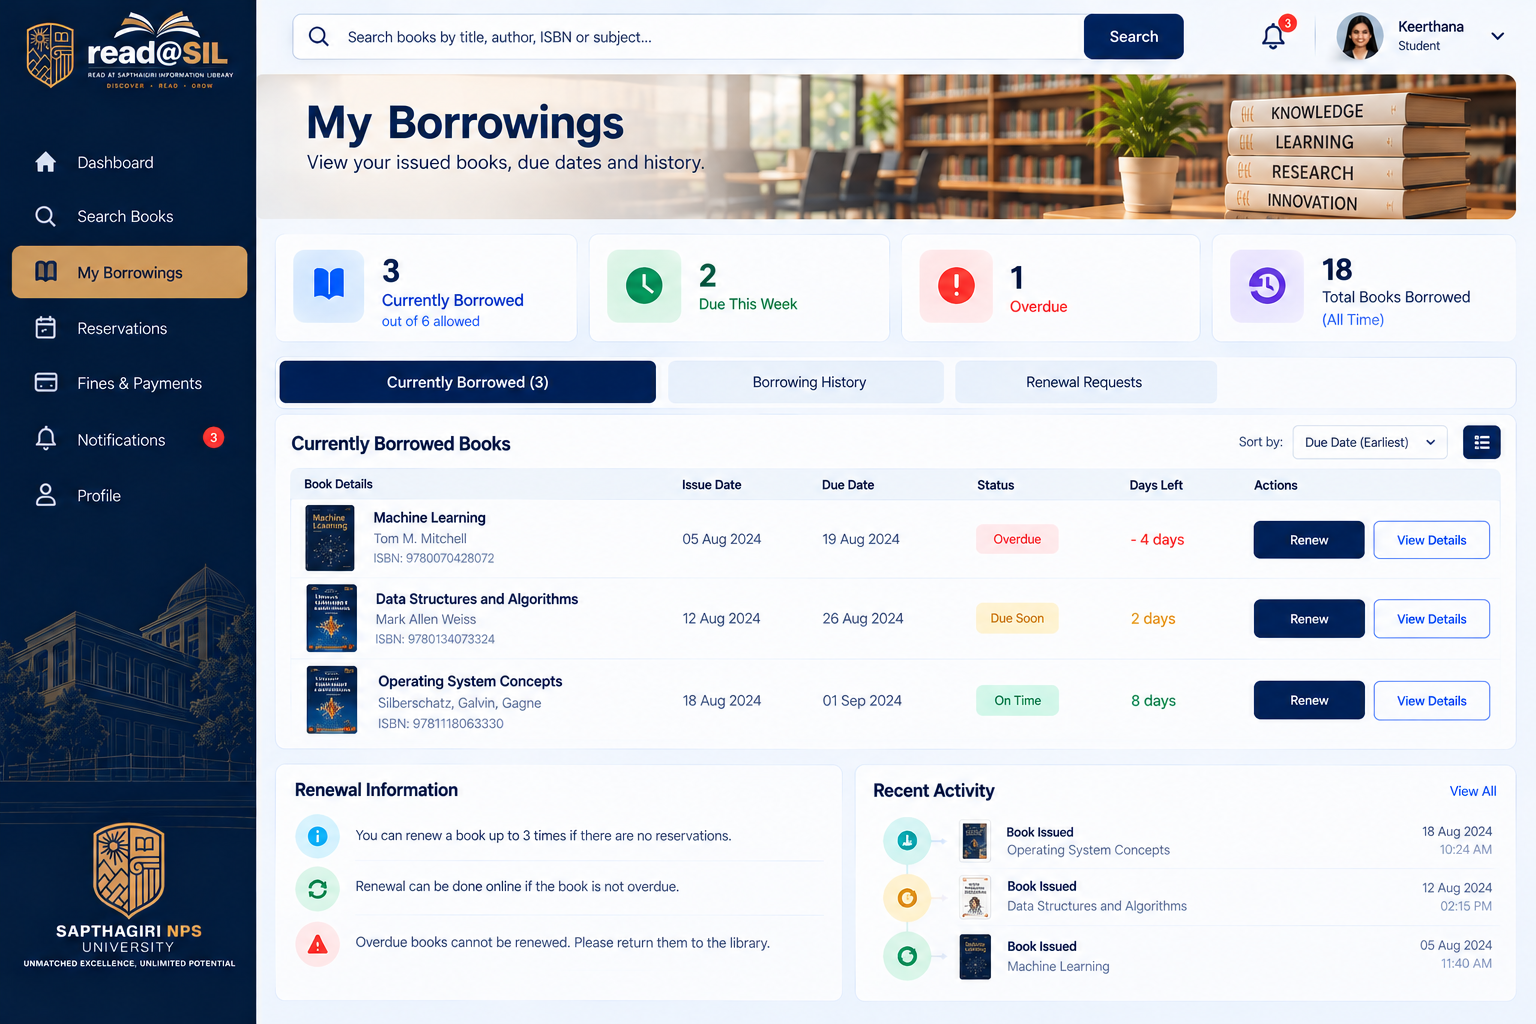 read@SIL
READ AT SAPTHAGIRI INFORMATION LIBRARY
DISCOVER • READ • GROW
Dashboard
Search Books
My Borrowings
Reservations
Fines & Payments
Notifications
3
Profile
SAPTHAGIRI NPS
UNIVERSITY
UNMATCHED EXCELLENCE, UNLIMITED POTENTIAL
Search books by title, author, ISBN or subject...
Search
3
Keerthana
Student
My Borrowings
View your issued books, due dates and history.
KNOWLEDGE
LEARNING
RESEARCH
INNOVATION
3
Currently Borrowed
out of 6 allowed
2
Due This Week
1
Overdue
18
Total Books Borrowed
(All Time)
Currently Borrowed (3)
Borrowing History
Renewal Requests
Currently Borrowed Books
Sort by:
Due Date (Earliest)
Book Details
Issue Date
Due Date
Status
Days Left
Actions
Machine Learning
Tom M. Mitchell
ISBN: 9780070428072
05 Aug 2024
19 Aug 2024
Overdue
- 4 days
Renew
View Details
Data Structures and Algorithms
Mark Allen Weiss
ISBN: 9780134073324
12 Aug 2024
26 Aug 2024
Due Soon
2 days
Renew
View Details
Operating System Concepts
Silberschatz, Galvin, Gagne
ISBN: 9781118063330
18 Aug 2024
01 Sep 2024
On Time
8 days
Renew
View Details
Renewal Information
You can renew a book up to 3 times if there are no reservations.
Renewal can be done online if the book is not overdue.
Overdue books cannot be renewed. Please return them to the library.
Recent Activity
View All
Book Issued
Operating System Concepts
18 Aug 2024
10:24 AM
Book Issued
Data Structures and Algorithms
12 Aug 2024
02:15 PM
Book Issued
Machine Learning
05 Aug 2024
11:40 AM